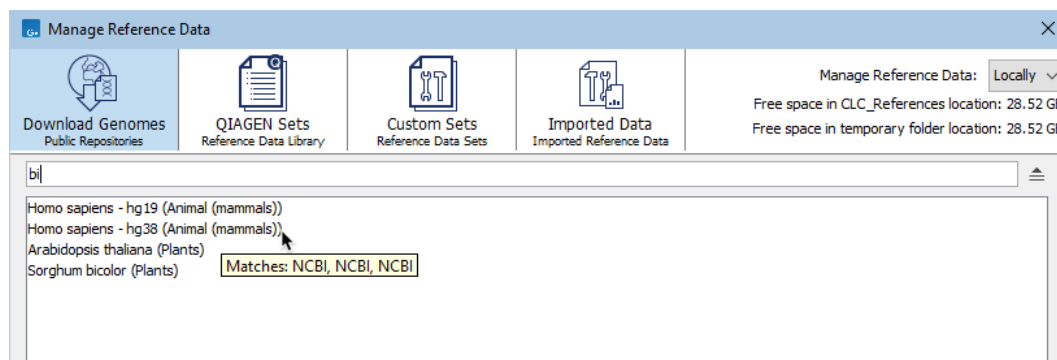 Manage Reference Data
Download Genomes
Public Repositories
QIAGEN Sets
Reference Data Library
Custom Sets
Reference Data Sets
Imported Data
Imported Reference Data
Manage Reference Data: Locally
Free space in CLC_References location: 28.52 G
Free space in temporary folder location: 28.52 G
bi
Homo sapiens - hg19 (Animal (mammals))
Homo sapiens - hg38 (Animal (mammals))
Arabidopsis thaliana (Plants)
Sorghum bicolor (Plants)
Matches: NCBI, NCBI, NCBI